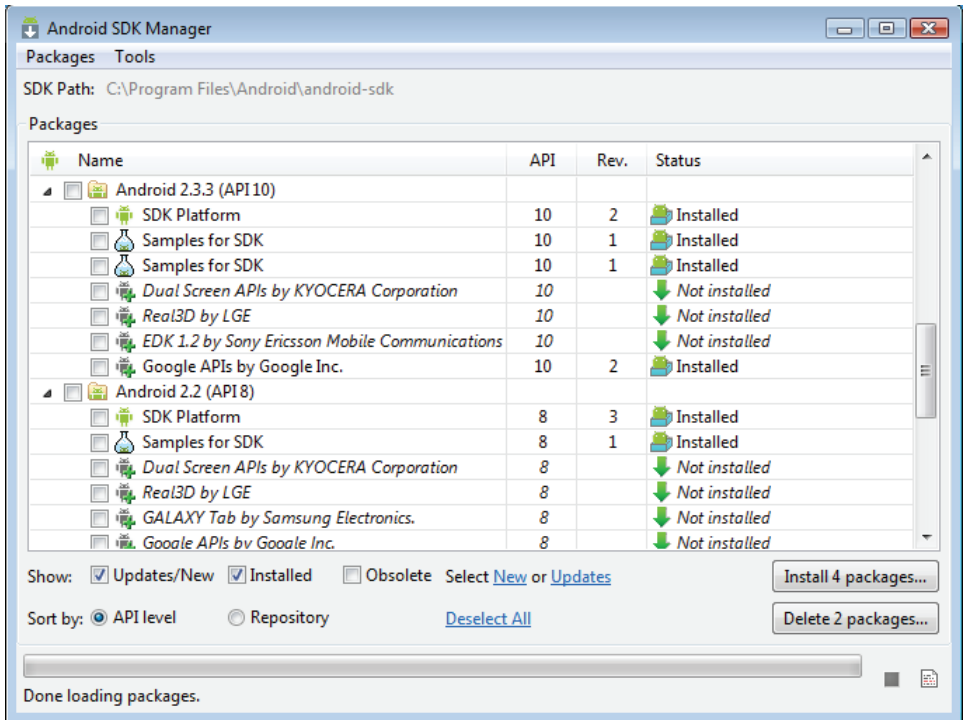 Android SDK Manager
Packages Tools
SDK Path: C:\Program Files\Android\android-sdk
Packages
Name API Rev. Status
Android 2.3.3 (API 10)
SDK Platform 10 2 Installed
Samples for SDK 10 1 Installed
Samples for SDK 10 1 Installed
Dual Screen APIs by KYOCERA Corporation 10 Not installed
Real3D by LGE 10 Not installed
EDK 1.2 by Sony Ericsson Mobile Communications 10 Not installed
Google APIs by Google Inc. 10 2 Installed
Android 2.2 (API 8)
SDK Platform 8 3 Installed
Samples for SDK 8 1 Installed
Dual Screen APIs by KYOCERA Corporation 8 Not installed
Real3D by LGE 8 Not installed
GALAXY Tab by Samsung Electronics. 8 Not installed
Google APIs by Google Inc. 8 Not installed
Show: Updates/New Installed Obsolete Select New or Updates Install 4 packages...
Sort by: API level Repository Deselect All Delete 2 packages...
Done loading packages.